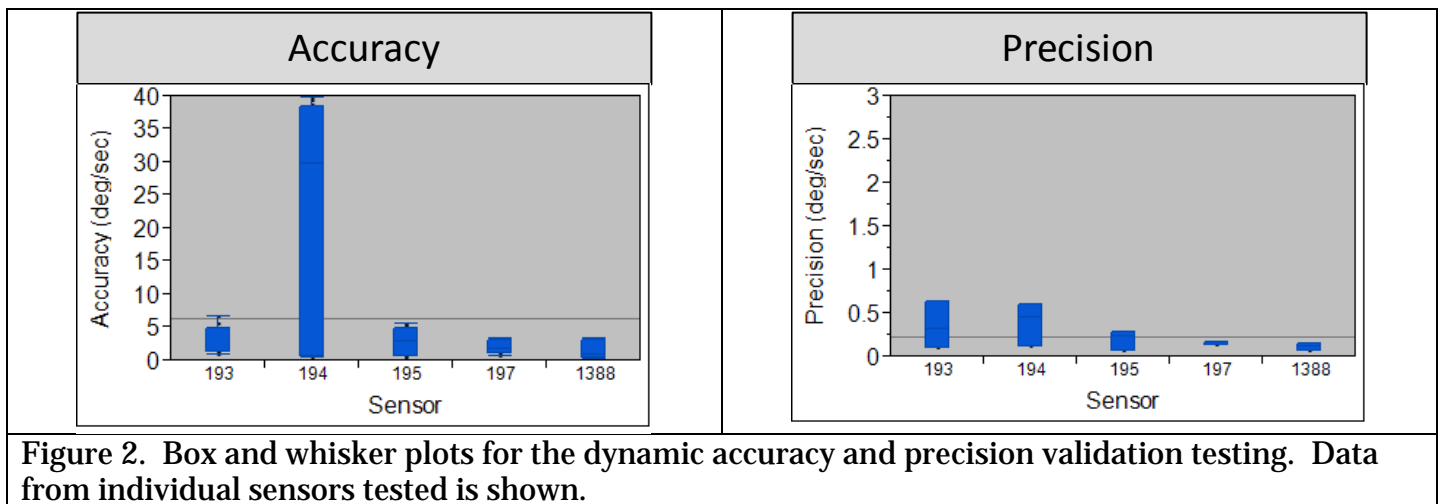 Accuracy
Accuracy (deg/sec)
40
35
30
25
20
15
10
5
0
193 194 195 197 1388
Sensor
Precision
Precision (deg/sec)
3
2.5
2
1.5
1
0.5
0
193 194 195 197 1388
Sensor
Figure 2. Box and whisker plots for the dynamic accuracy and precision validation testing. Data
from individual sensors tested is shown.